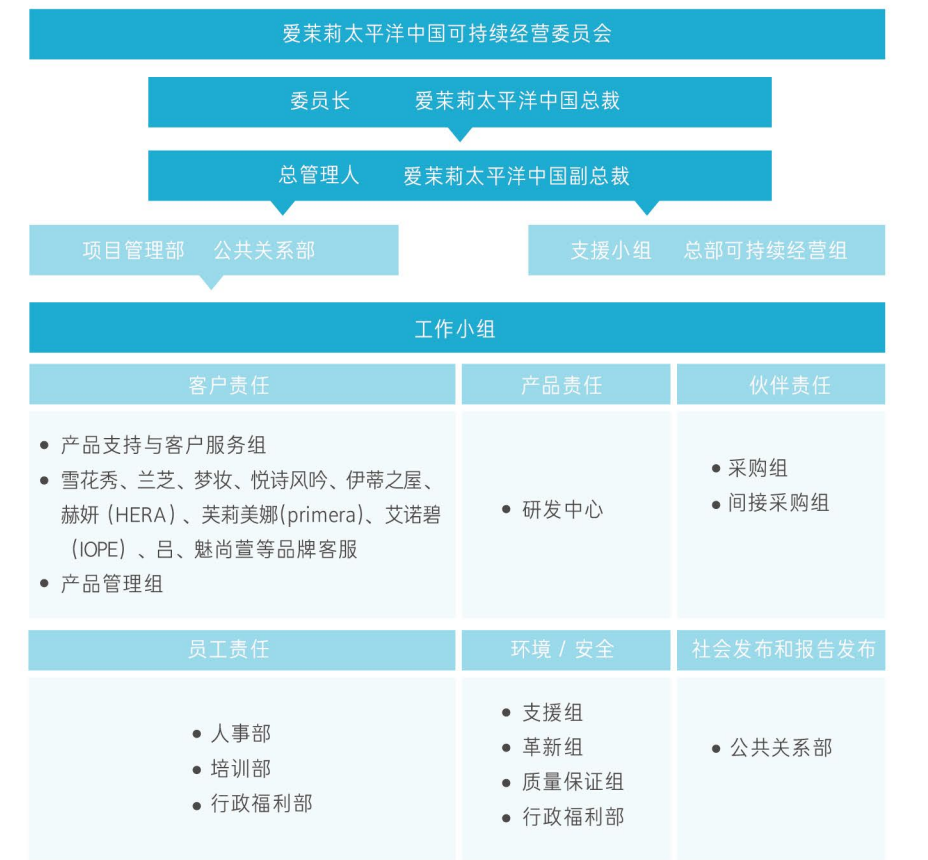 爱茉莉太平洋中国可持续经营委员会
委员长 爱茉莉太平洋中国总裁
总管理人 爱茉莉太平洋中国副总裁
项目管理部 公共关系部
支援小组 总部可持续经营组
工作小组
客户责任
产品支持与客户服务组
雪花秀、兰芝、梦妆、悦诗风吟、伊蒂之屋、
赫妍（HERA）、芙莉美娜(primera)、艾诺碧
（IOPE）、吕、魅尚萱等品牌客服
产品管理组
产品责任
研发中心
伙伴责任
采购组
间接采购组
员工责任
人事部
培训部
行政福利部
环境 / 安全
支援组
革新组
质量保证组
行政福利部
社会发布和报告发布
公共关系部